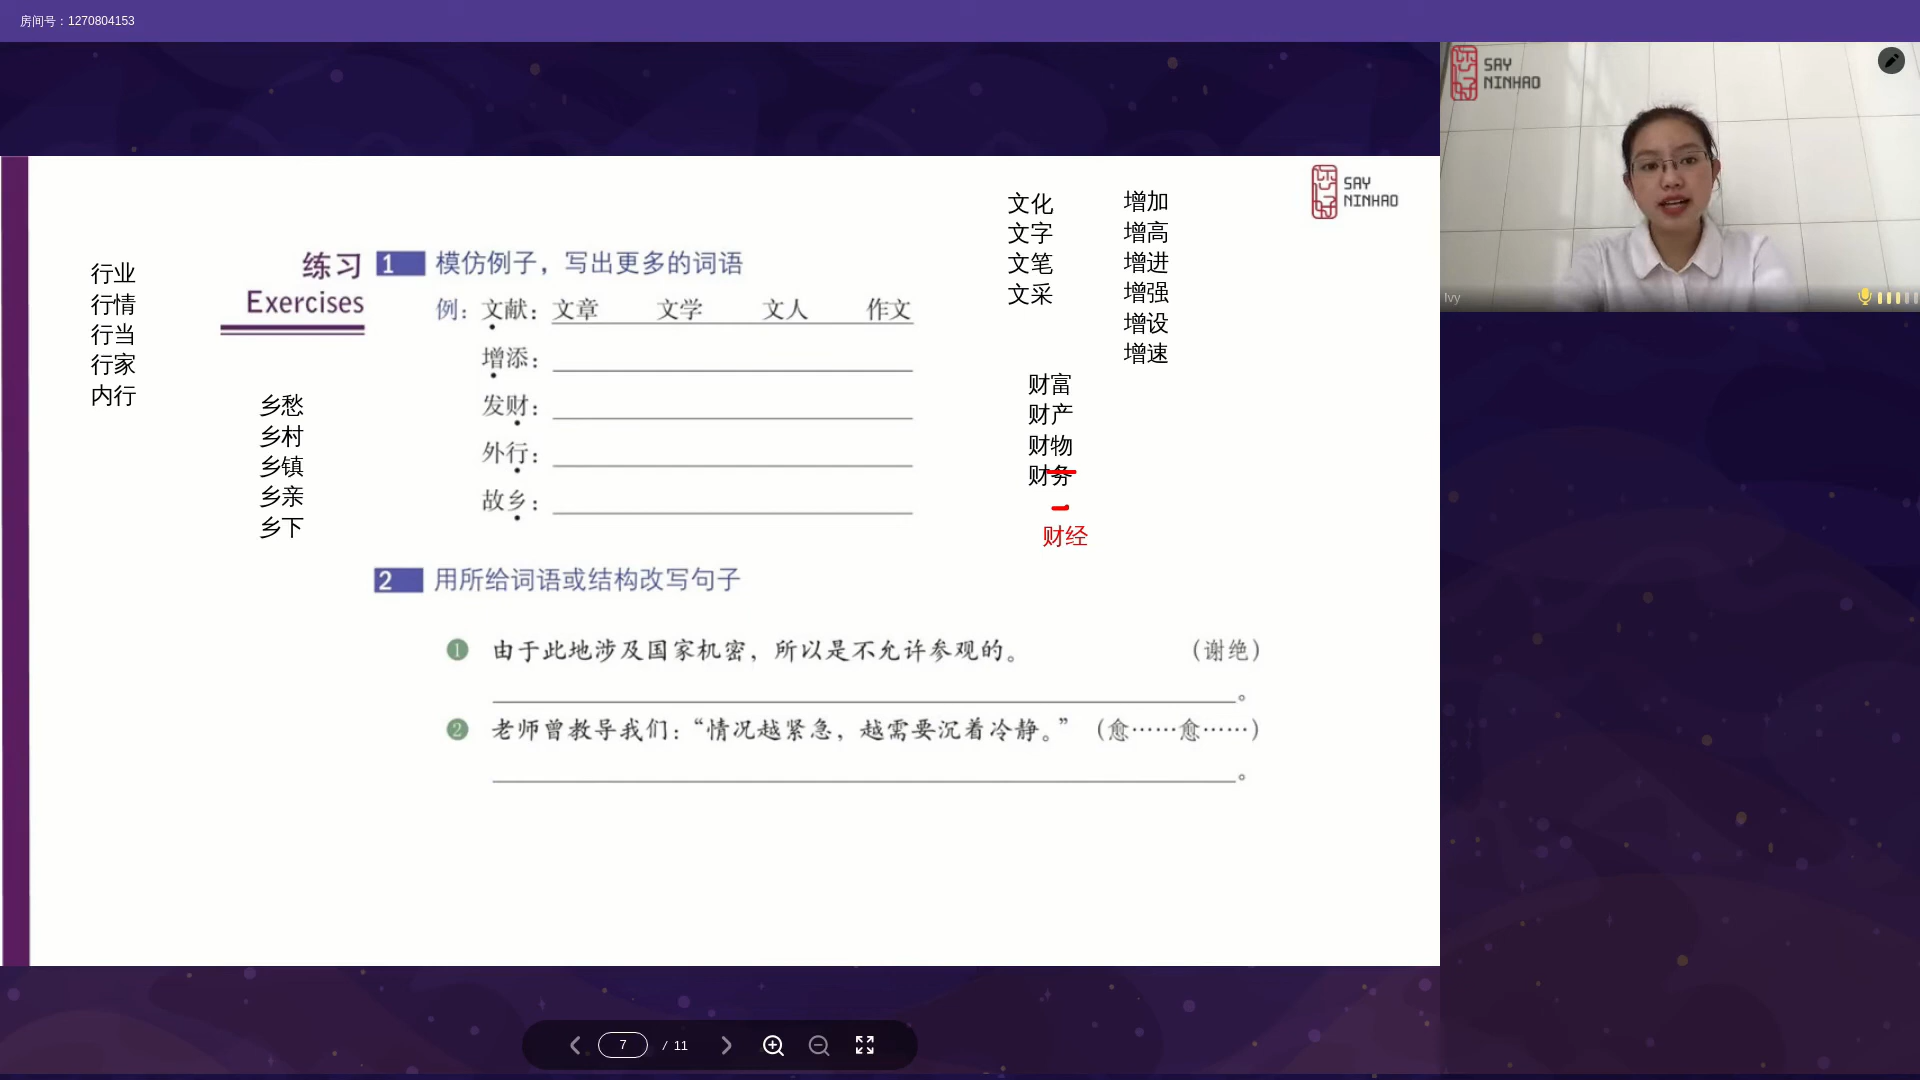 房间号：1270804153
SAY
NINHAO
Ivy
SAY
NINHAO
行业
行情
行当
行家
内行
乡愁
乡村
乡镇
乡亲
乡下
练习
Exercises
1 模仿例子，写出更多的词语
例：文献：文章 文学 文人 作文
增添：
发财：
外行：
故乡：
文化
文字
文笔
文采
增加
增高
增进
增强
增设
增速
财富
财产
财物
财务
财经
2 用所给词语或结构改写句子
1 由于此地涉及国家机密，所以是不允许参观的。 （谢绝）
。
2 老师曾教导我们：“情况越紧急，越需要沉着冷静。”（愈……愈……）
。
7 / 11